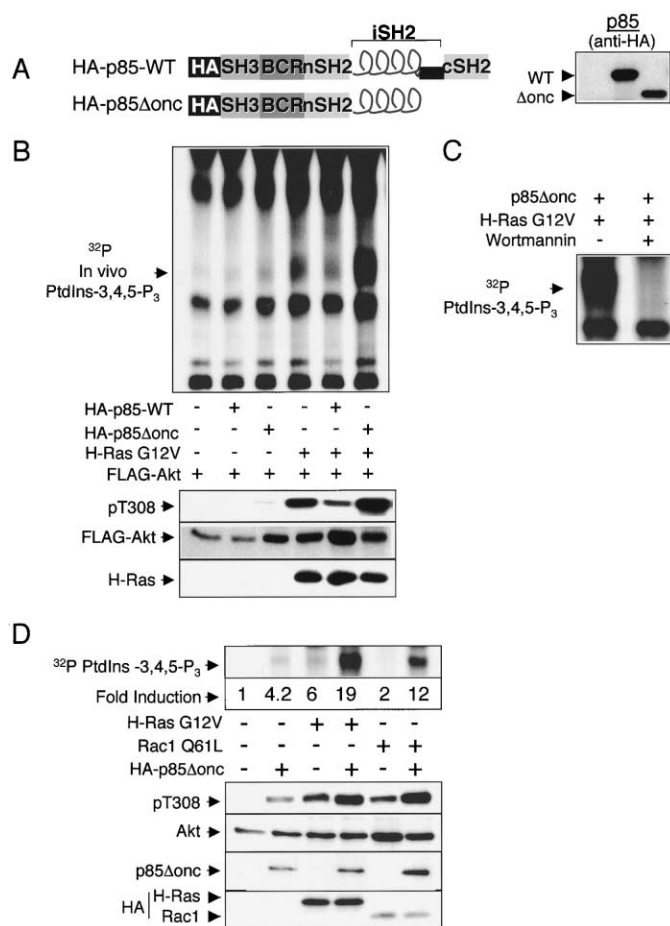 A
iSH2
HA-p85-WT HA SH3 BCR nSH2 cSH2
HA-p85Δonc HA SH3 BCR nSH2
p85
(anti-HA)
WT
Δonc
B
³²P
In vivo
PtdIns-3,4,5-P₃
HA-p85-WT - + - - + -
HA-p85Δonc - - + - - +
H-Ras G12V - - - + + +
FLAG-Akt + + + + + +
pT308
FLAG-Akt
H-Ras
C
p85Δonc + +
H-Ras G12V + +
Wortmannin - +
³²P
PtdIns-3,4,5-P₃
D
³²P PtdIns -3,4,5-P₃
Fold Induction 1 4.2 6 19 2 12
H-Ras G12V - - + + - -
Rac1 Q61L - - - - + +
HA-p85Δonc - + - + - +
pT308
Akt
p85Δonc
HA H-Ras
Rac1